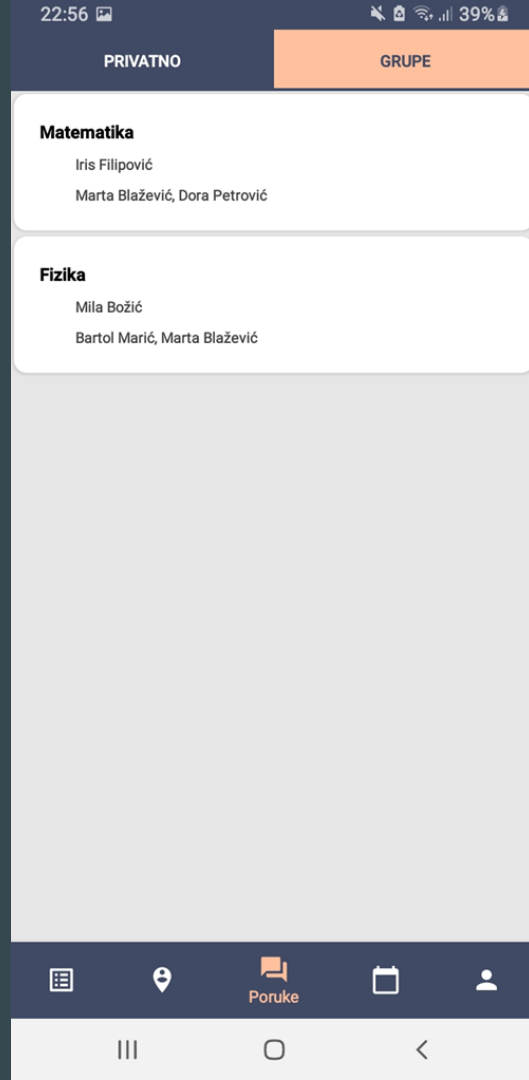 22:56 39%
PRIVATNO GRUPE
Matematika
Iris Filipović
Marta Blažević, Dora Petrović
Fizika
Mila Božić
Bartol Marić, Marta Blažević
Poruke